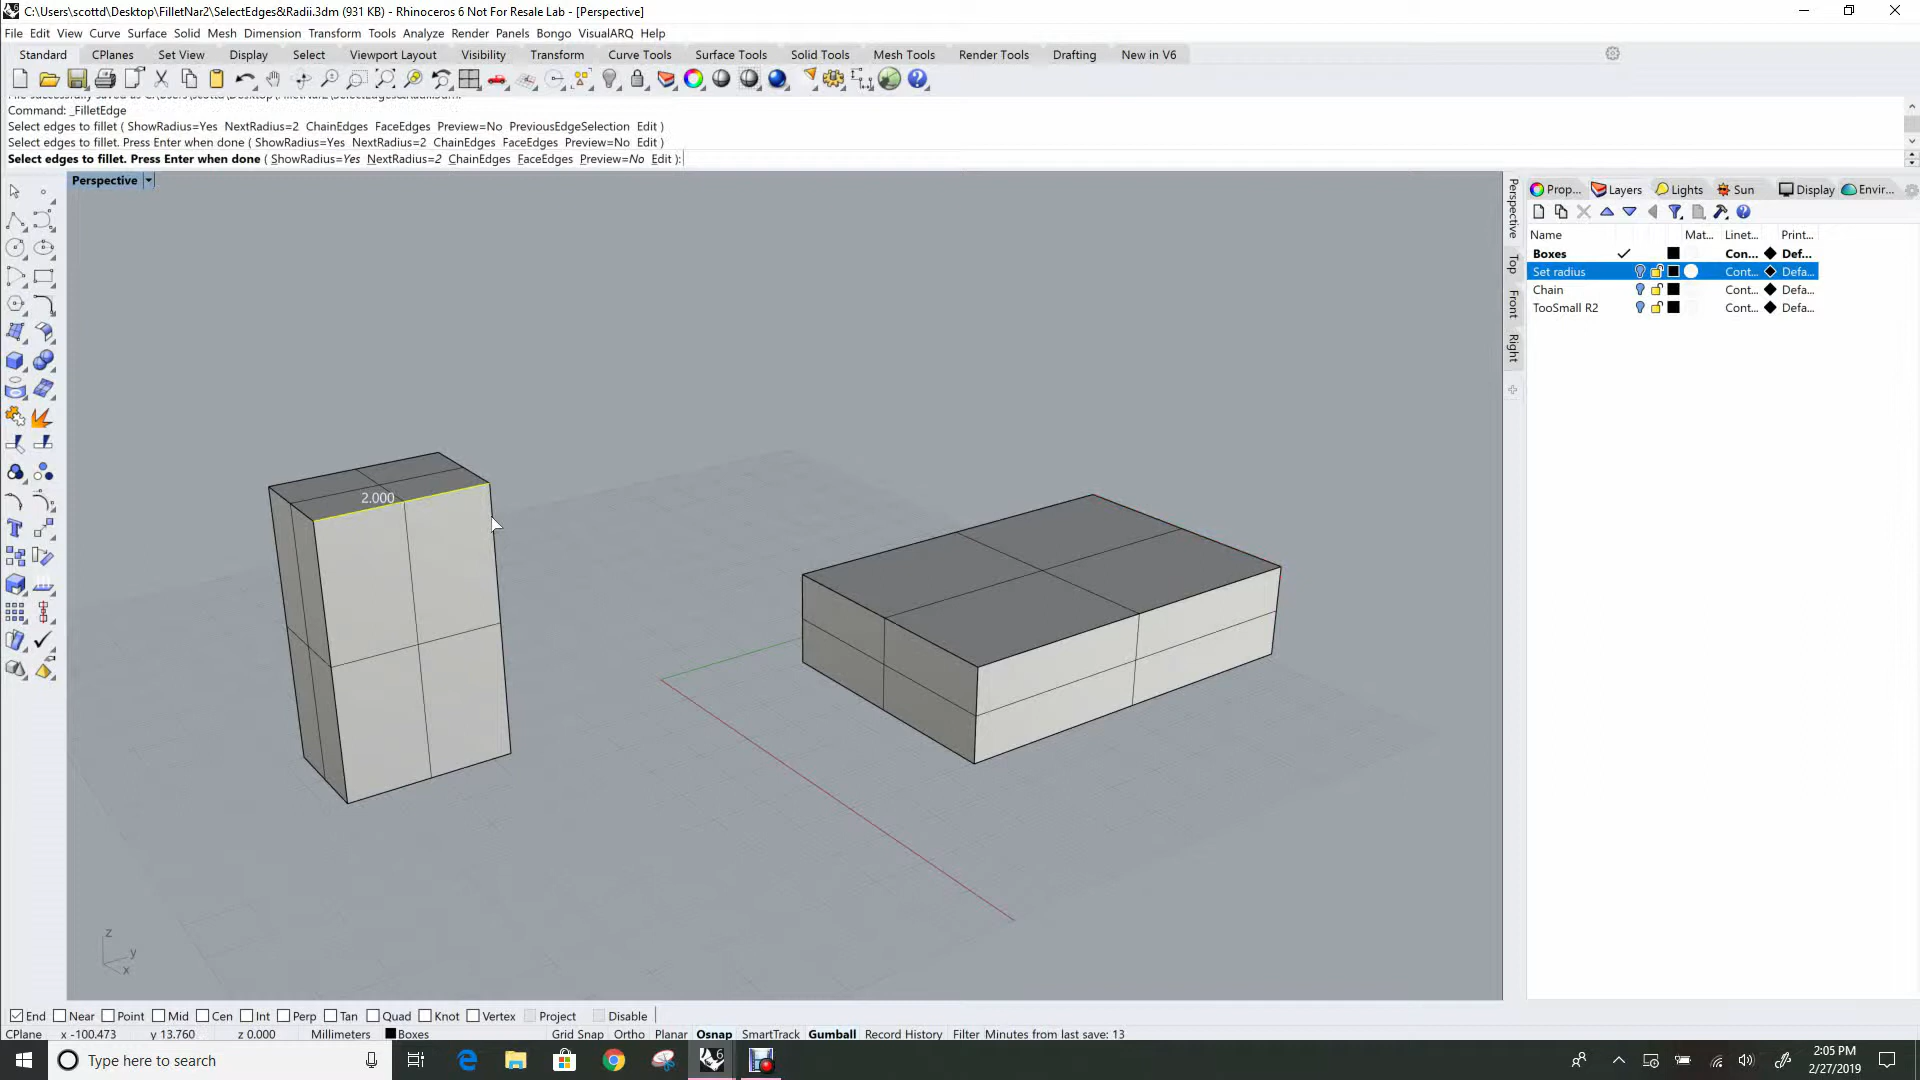 C:\Users\scottd\Desktop\FilletNar2\SelectEdges&Radii.3dm (931 KB) - Rhinoceros 6 Not For Resale Lab - [Perspective]
File Edit View Curve Surface Solid Mesh Dimension Transform Tools Analyze Render Panels Bongo VisualARQ Help
Standard CPlanes Set View Display Select Viewport Layout Visibility Transform Curve Tools Surface Tools Solid Tools Mesh Tools Render Tools Drafting New in V6
Command: _FilletEdge
Select edges to fillet ( ShowRadius=Yes NextRadius=2 ChainEdges FaceEdges Preview=No PreviousEdgeSelection Edit )
Select edges to fillet. Press Enter when done ( ShowRadius=Yes NextRadius=2 ChainEdges FaceEdges Preview=No Edit )
Select edges to fillet. Press Enter when done ( ShowRadius=Yes NextRadius=2 ChainEdges FaceEdges Preview=No Edit ):
Perspective
Perspective
Top
Front
Right
Prop... Layers Lights Sun Display Envir...
Name Mat... Linet... Print...
Boxes Con... Def...
Set radius Cont... Defa...
Chain Cont... Defa...
TooSmall R2 Cont... Defa...
2.000
z
y
x
End Near Point Mid Cen Int Perp Tan Quad Knot Vertex Project Disable
CPlane x -100.473 y 13.760 z 0.000 Millimeters Boxes Grid Snap Ortho Planar Osnap SmartTrack Gumball Record History Filter Minutes from last save: 13
Type here to search
6
2:05 PM
2/27/2019